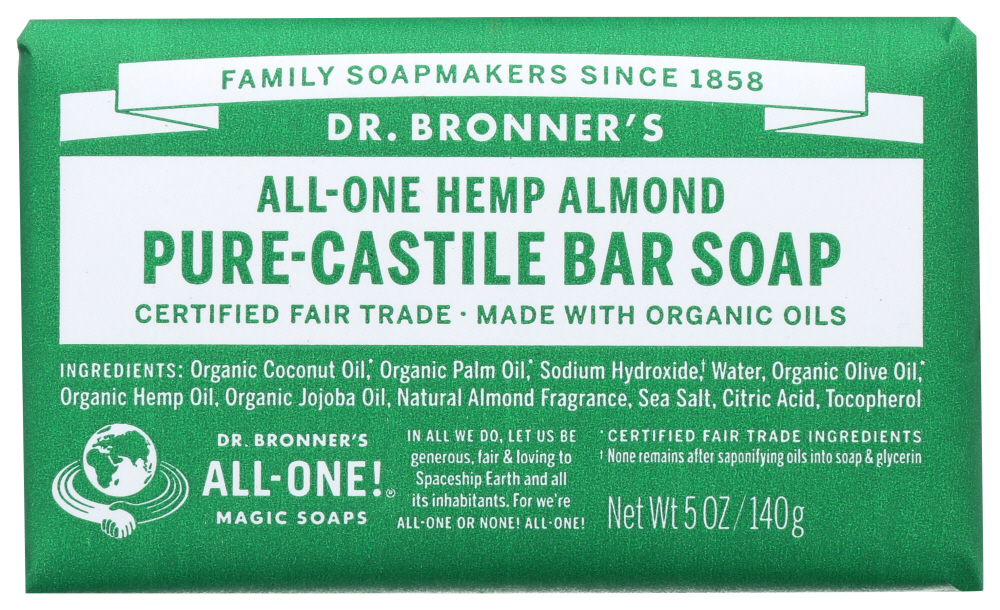 FAMILY SOAPMAKERS SINCE 1858
DR. BRONNER'S
ALL-ONE HEMP ALMOND
PURE-CASTILE BAR SOAP
CERTIFIED FAIR TRADE · MADE WITH ORGANIC OILS
INGREDIENTS: Organic Coconut Oil,* Organic Palm Oil,* Sodium Hydroxide,† Water, Organic Olive Oil,*
Organic Hemp Oil, Organic Jojoba Oil, Natural Almond Fragrance, Sea Salt, Citric Acid, Tocopherol
DR. BRONNER'S
ALL-ONE!®
MAGIC SOAPS
IN ALL WE DO, LET US BE
generous, fair & loving to
Spaceship Earth and all
its inhabitants. For we're
ALL-ONE OR NONE! ALL-ONE!
*CERTIFIED FAIR TRADE INGREDIENTS
† None remains after saponifying oils into soap & glycerin
Net Wt 5 OZ/140g